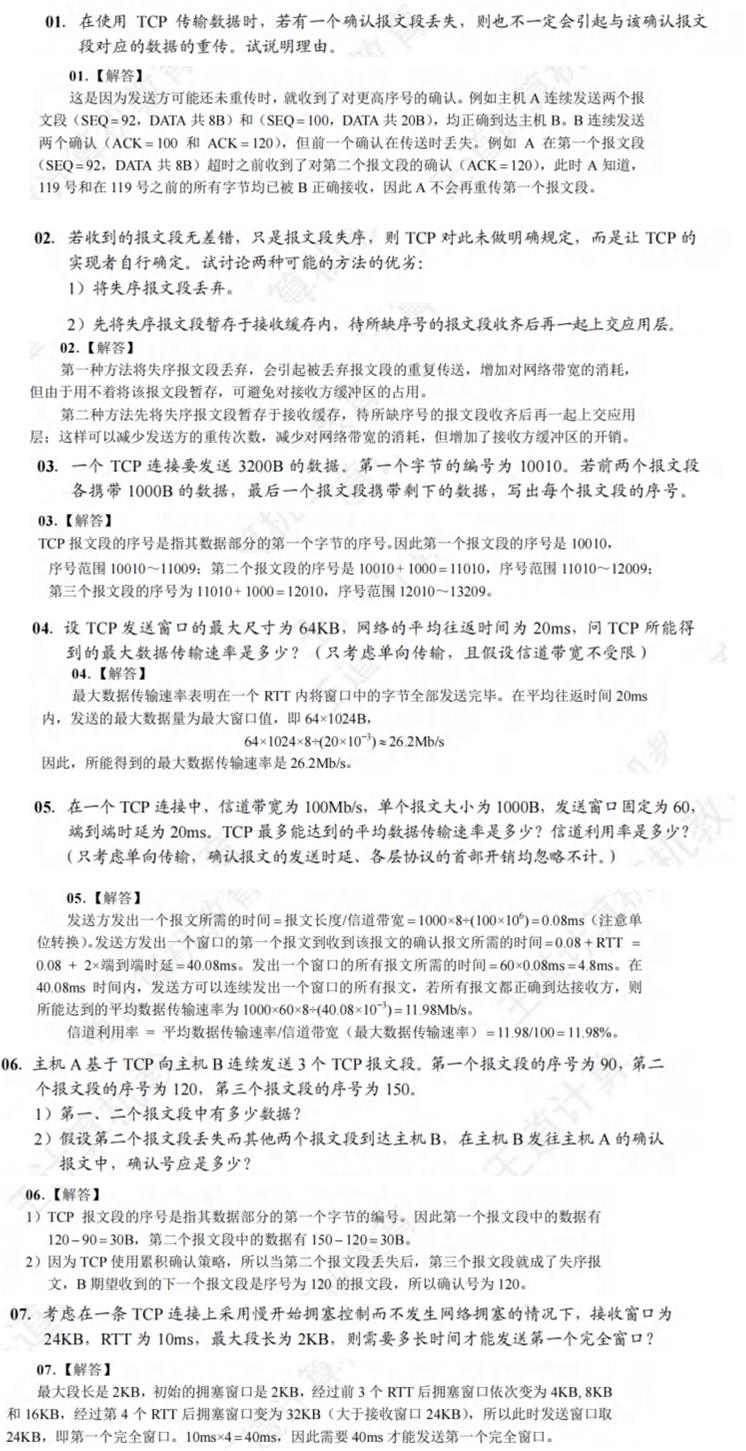 01. 在使用 TCP 传输数据时，若有一个确认报文段丢失，则也不一定会引起与该确认报文
段对应的数据的重传。试说明理由。
01.【解答】
这是因为发送方可能还未重传时，就收到了对更高序号的确认。例如主机 A 连续发送两个报
文段（SEQ=92，DATA 共 8B）和（SEQ=100，DATA 共 20B），均正确到达主机 B。B 连续发送
两个确认（ACK=100 和 ACK=120），但前一个确认在传送时丢失。例如 A 在第一个报文段
（SEQ=92，DATA 共 8B）超时之前收到了对第二个报文段的确认（ACK=120），此时 A 知道，
119 号和在 119 号之前的所有字节均已被 B 正确接收，因此 A 不会再重传第一个报文段。
02. 若收到的报文段无差错，只是报文段失序，则 TCP 对此未做明确规定，而是让 TCP 的
实现者自行确定。试讨论两种可能的方法的优劣：
1）将失序报文段丢弃。
2）先将失序报文段暂存于接收缓存内，待所缺序号的报文段收齐后再一起上交应用层。
02.【解答】
第一种方法将失序报文段丢弃，会引起被丢弃报文段的重复传送，增加对网络带宽的消耗，
但由于用不着将该报文段暂存，可避免对接收方缓冲区的占用。
第二种方法先将失序报文段暂存于接收缓存，待所缺序号的报文段收齐后再一起上交应用
层；这样可以减少发送方的重传次数，减少对网络带宽的消耗，但增加了接收方缓冲区的开销。
03. 一个 TCP 连接要发送 3200B 的数据。第一个字节的编号为 10010。若前两个报文段
各携带 1000B 的数据，最后一个报文段携带剩下的数据，写出每个报文段的序号。
03.【解答】
TCP 报文段的序号是指其数据部分的第一个字节的序号。因此第一个报文段的序号是 10010，
序号范围 10010～11009；第二个报文段的序号是 10010+1000=11010，序号范围 11010～12009；
第三个报文段的序号为 11010+1000=12010，序号范围 12010～13209。
04. 设 TCP 发送窗口的最大尺寸为 64KB，网络的平均往返时间为 20ms，问 TCP 所能得
到的最大数据传输速率是多少？（只考虑单向传输，且假设信道带宽不受限）
04.【解答】
最大数据传输速率表明在一个 RTT 内将窗口中的字节全部发送完毕。在平均往返时间 20ms
内，发送的最大数据量为最大窗口值，即 64×1024B，
64×1024×8÷(20×10⁻³)≈26.2Mb/s
因此，所能得到的最大数据传输速率是 26.2Mb/s。
05. 在一个 TCP 连接中，信道带宽为 100Mb/s，单个报文大小为 1000B，发送窗口固定为 60，
端到端时延为 20ms。TCP 最多能达到的平均数据传输速率是多少？信道利用率是多少？
（只考虑单向传输，确认报文的发送时延、各层协议的首部开销均忽略不计。）
05.【解答】
发送方发出一个报文所需的时间=报文长度/信道带宽=1000×8÷(100×10⁶)=0.08ms（注意单
位转换）。发送方发出一个窗口的第一个报文到收到该报文的确认报文所需的时间=0.08+RTT =
0.08 + 2×端到端时延=40.08ms。发出一个窗口的所有报文所需的时间=60×0.08ms=4.8ms。在
40.08ms 时间内，发送方可以连续发出一个窗口的所有报文，若所有报文都正确到达接收方，则
所能达到的平均数据传输速率为 1000×60×8÷(40.08×10⁻³)=11.98Mb/s。
信道利用率 = 平均数据传输速率/信道带宽（最大数据传输速率）=11.98/100=11.98%。
06. 主机 A 基于 TCP 向主机 B 连续发送 3 个 TCP 报文段。第一个报文段的序号为 90，第二
个报文段的序号为 120，第三个报文段的序号为 150。
1）第一、二个报文段中有多少数据？
2）假设第二个报文段丢失而其他两个报文段到达主机 B，在主机 B 发往主机 A 的确认
报文中，确认号应是多少？
06.【解答】
1）TCP 报文段的序号是指其数据部分的第一个字节的编号。因此第一个报文段中的数据有
120－90=30B，第二个报文段中的数据有 150－120=30B。
2）因为 TCP 使用累积确认策略，所以当第二个报文段丢失后，第三个报文段就成了失序报
文，B 期望收到的下一个报文段是序号为 120 的报文段，所以确认号为 120。
07. 考虑在一条 TCP 连接上采用慢开始拥塞控制而不发生网络拥塞的情况下，接收窗口为
24KB，RTT 为 10ms，最大段长为 2KB，则需要多长时间才能发送第一个完全窗口？
07.【解答】
最大段长是 2KB，初始的拥塞窗口是 2KB，经过前 3 个 RTT 后拥塞窗口依次变为 4KB, 8KB
和 16KB，经过第 4 个 RTT 后拥塞窗口变为 32KB（大于接收窗口 24KB），所以此时发送窗口取
24KB，即第一个完全窗口。10ms×4=40ms，因此需要 40ms 才能发送第一个完全窗口。